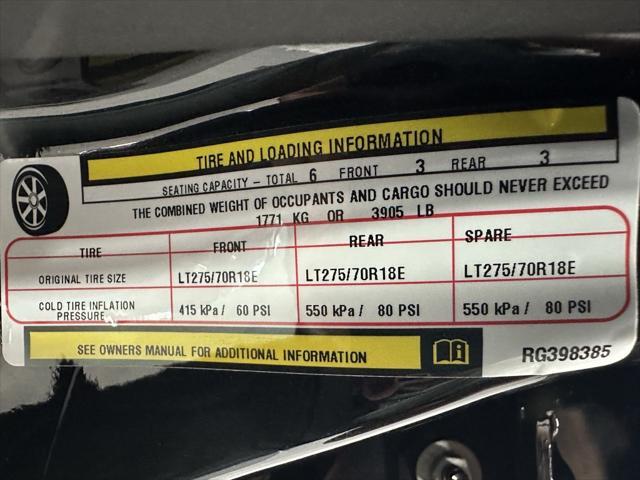 TIRE AND LOADING INFORMATION
SEATING CAPACITY - TOTAL 6 FRONT 3 REAR 3
THE COMBINED WEIGHT OF OCCUPANTS AND CARGO SHOULD NEVER EXCEED
1771 KG OR 3905 LB
TIRE FRONT REAR SPARE
ORIGINAL TIRE SIZE LT275/70R18E LT275/70R18E LT275/70R18E
COLD TIRE INFLATION
PRESSURE 415 kPa / 60 PSI 550 kPa / 80 PSI 550 kPa / 80 PSI
SEE OWNERS MANUAL FOR ADDITIONAL INFORMATION
RG398385